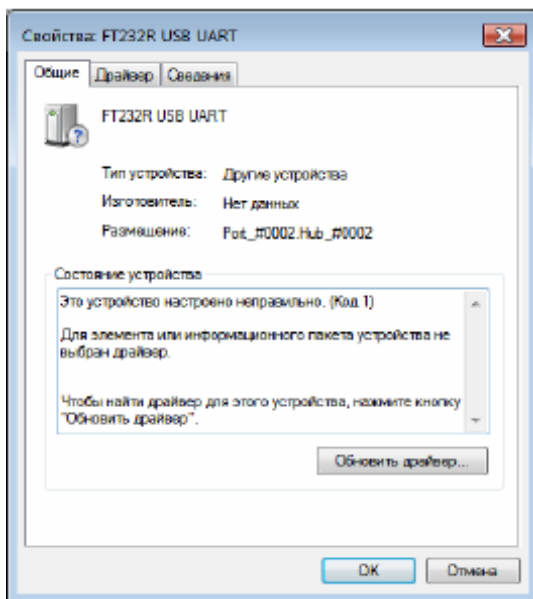 Свойства: FT232R USB UART
Общие Драйвер Сведения
FT232R USB UART
Тип устройства: Другие устройства
Изготовитель: Нет данных
Размещение: Port_#0002.Hub_#0002
Состояние устройства
Это устройство настроено неправильно. (Код 1)
Для элемента или информационного пакета устройства не
выбран драйвер.
Чтобы найти драйвер для этого устройства, нажмите кнопку
"Обновить драйвер".
Обновить драйвер...
OK Отмена